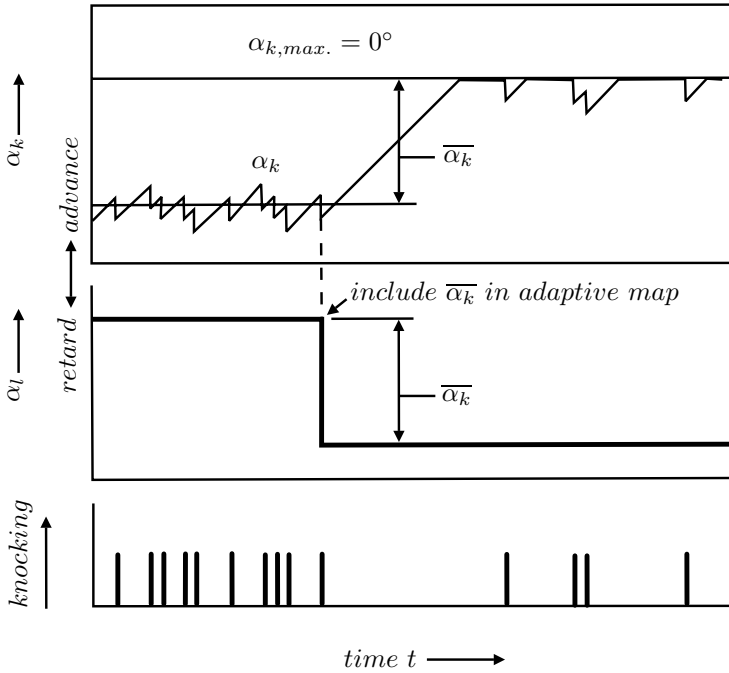 α_{k,max.} = 0°
α_k
advance
α_k
\overline{α_k}
include \overline{α_k} in adaptive map
α_l
retard
\overline{α_k}
knocking
time t